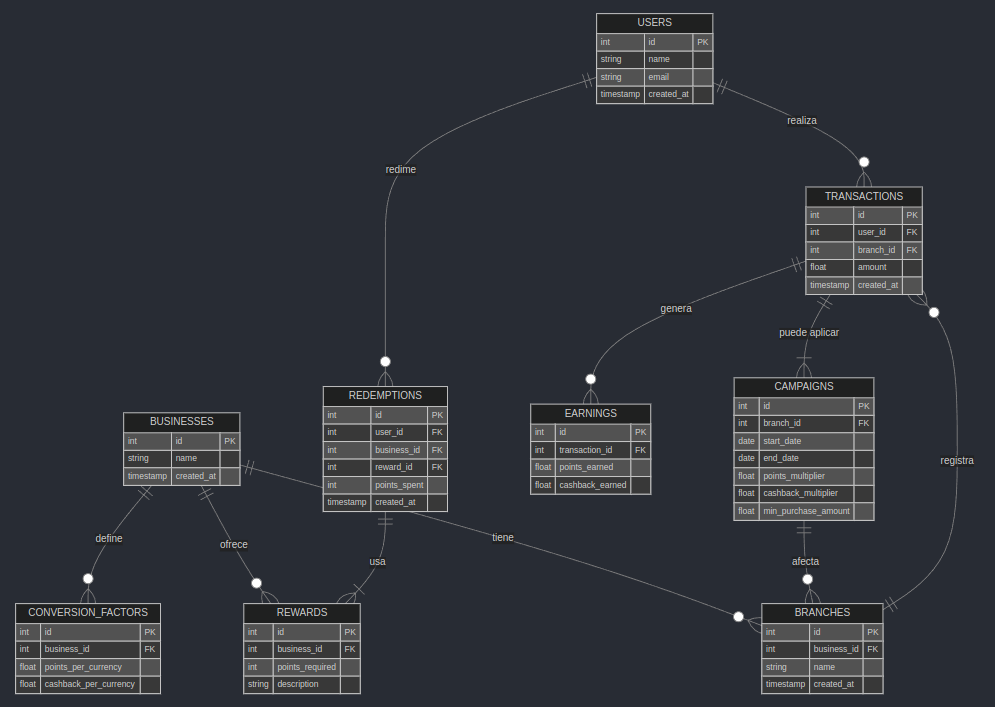 USERS
int id PK
string name
string email
timestamp created_at
realiza
redime
TRANSACTIONS
int id PK
int user_id FK
int branch_id FK
float amount
timestamp created_at
genera
puede aplicar
CAMPAIGNS
int id PK
int branch_id FK
date start_date
date end_date
float points_multiplier
float cashback_multiplier
float min_purchase_amount
REDEMPTIONS
int id PK
int user_id FK
int business_id FK
int reward_id FK
int points_spent
timestamp created_at
EARNINGS
int id PK
int transaction_id FK
float points_earned
float cashback_earned
BUSINESSES
int id PK
string name
timestamp created_at
registra
define
ofrece
tiene
usa
afecta
CONVERSION_FACTORS
int id PK
int business_id FK
float points_per_currency
float cashback_per_currency
REWARDS
int id PK
int business_id FK
int points_required
string description
BRANCHES
int id PK
int business_id FK
string name
timestamp created_at